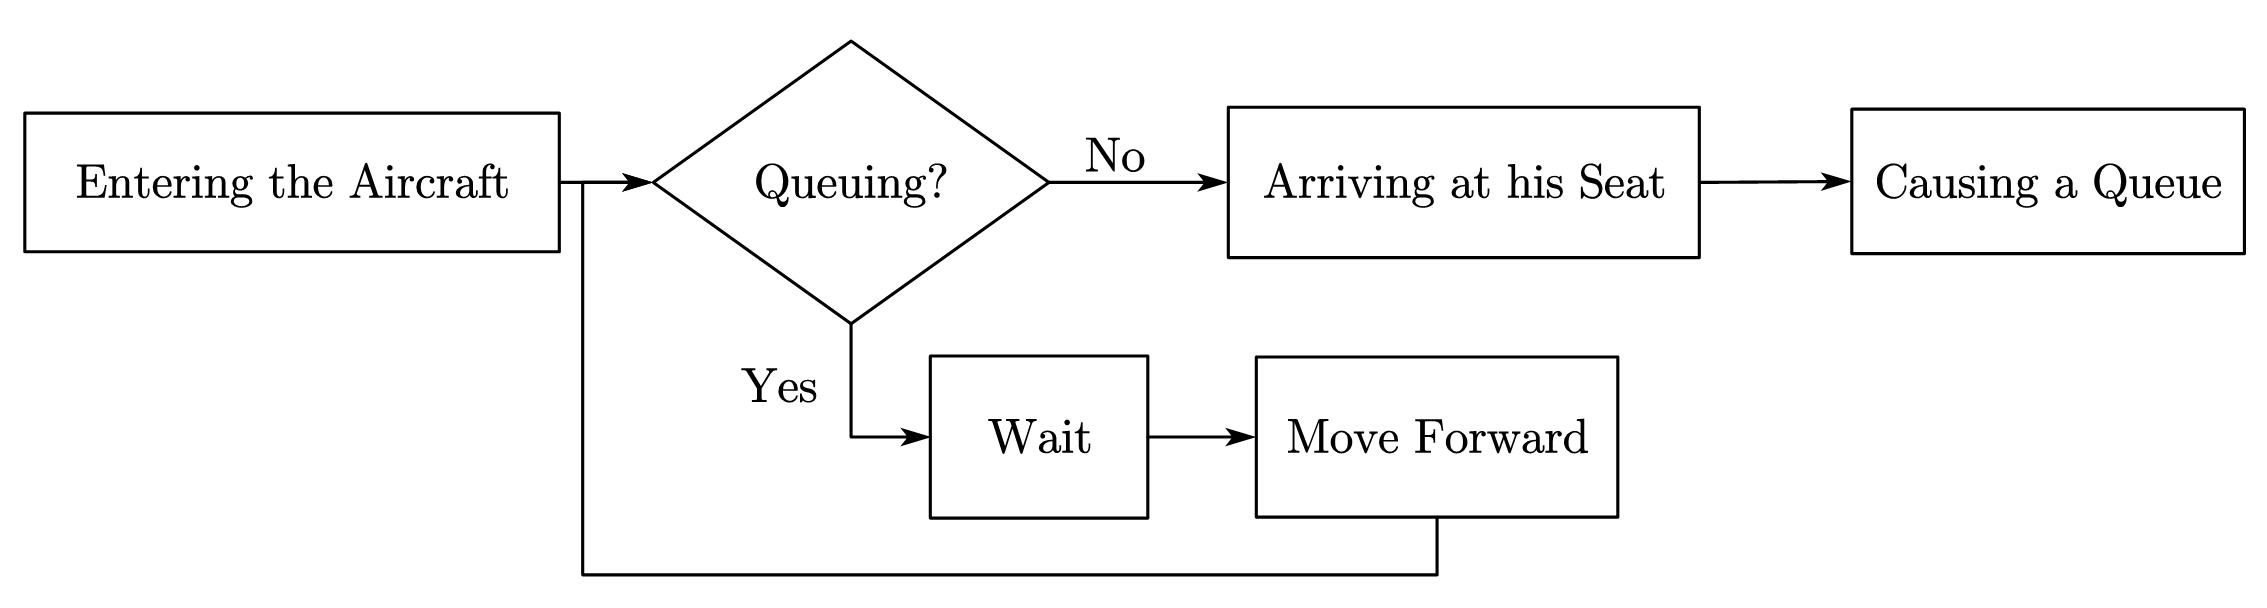 Entering the Aircraft
Queuing?
No
Arriving at his Seat
Causing a Queue
Yes
Wait
Move Forward